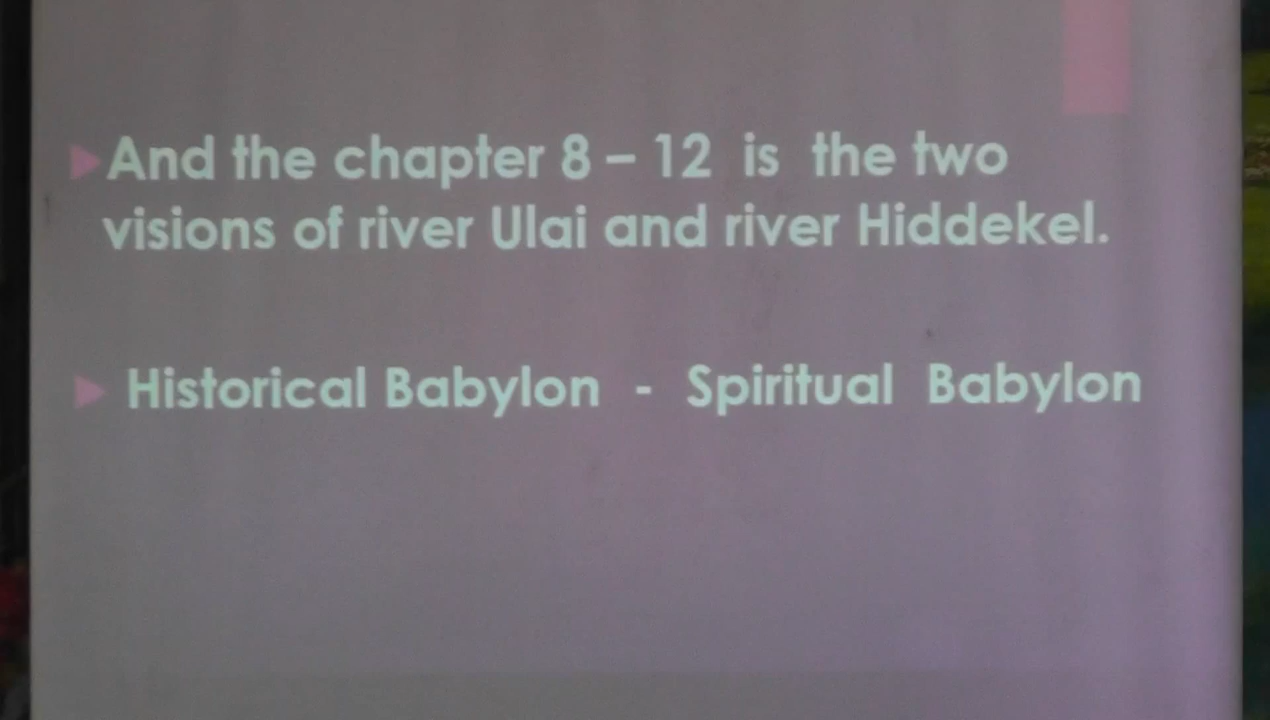 And the chapter 8 – 12 is the two
visions of river Ulai and river Hiddekel.
Historical Babylon - Spiritual Babylon